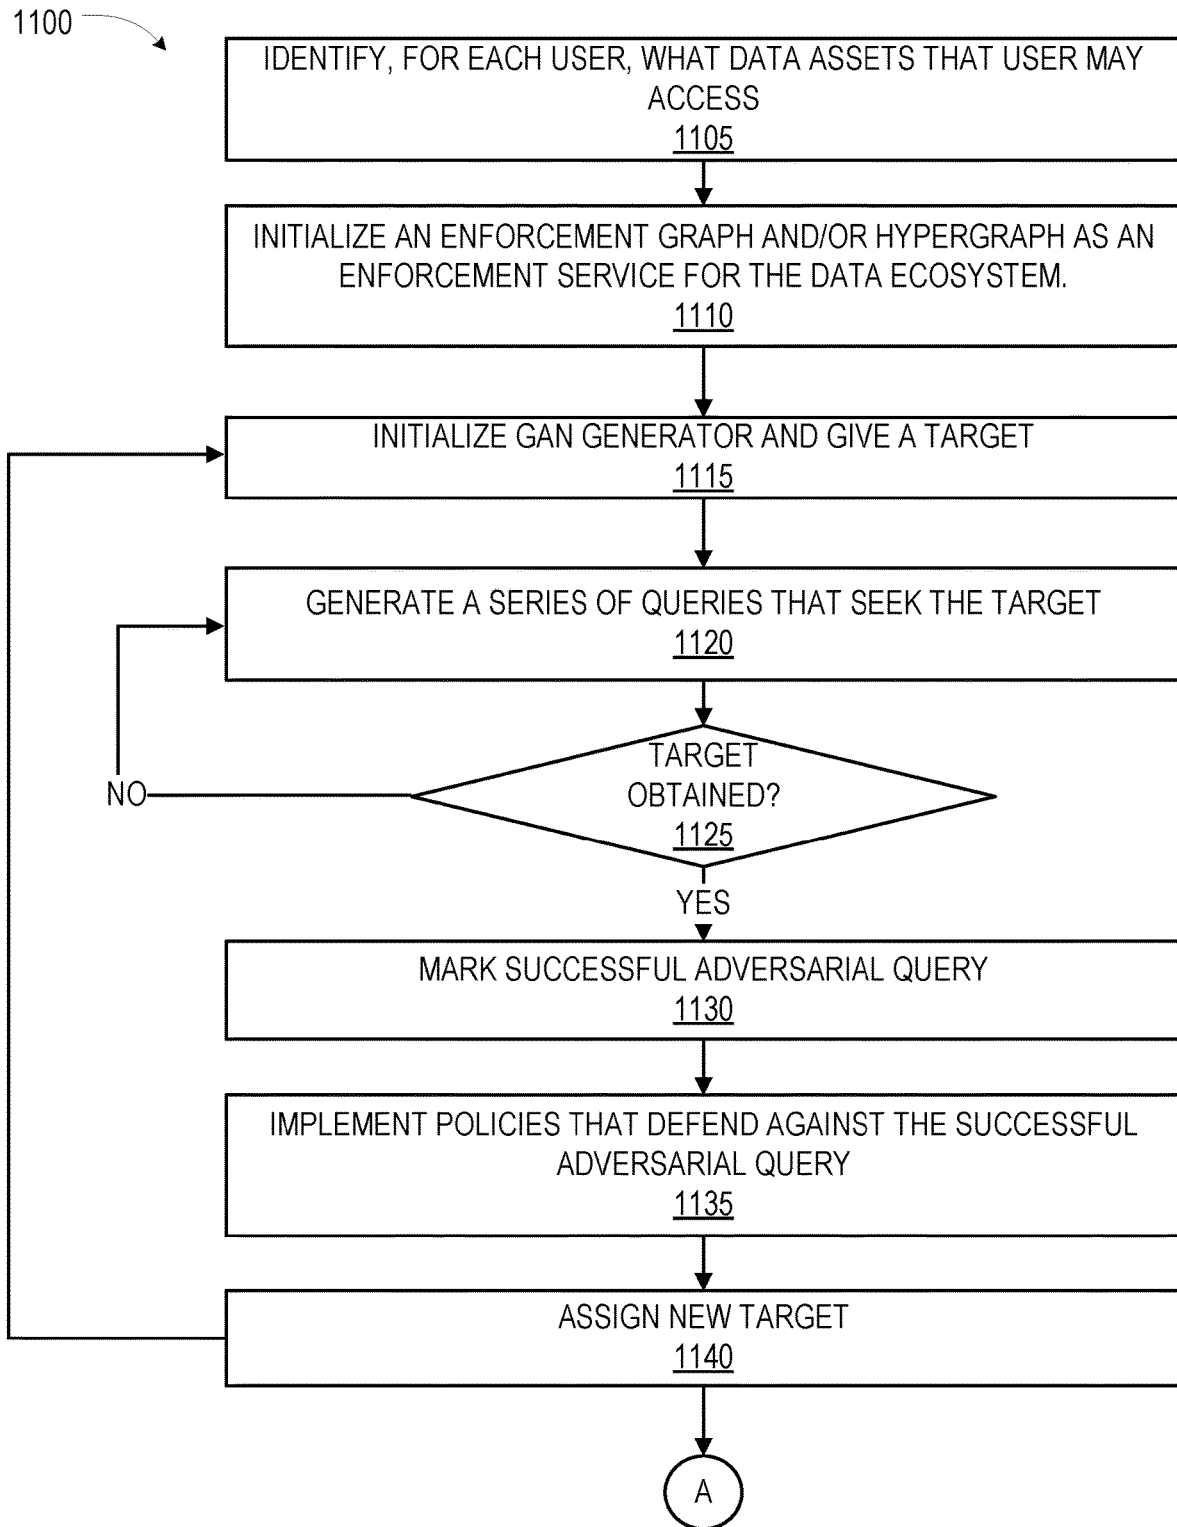 1100
IDENTIFY, FOR EACH USER, WHAT DATA ASSETS THAT USER MAY
ACCESS
1105
INITIALIZE AN ENFORCEMENT GRAPH AND/OR HYPERGRAPH AS AN
ENFORCEMENT SERVICE FOR THE DATA ECOSYSTEM.
1110
INITIALIZE GAN GENERATOR AND GIVE A TARGET
1115
GENERATE A SERIES OF QUERIES THAT SEEK THE TARGET
1120
TARGET
OBTAINED?
1125
NO
YES
MARK SUCCESSFUL ADVERSARIAL QUERY
1130
IMPLEMENT POLICIES THAT DEFEND AGAINST THE SUCCESSFUL
ADVERSARIAL QUERY
1135
ASSIGN NEW TARGET
1140
A